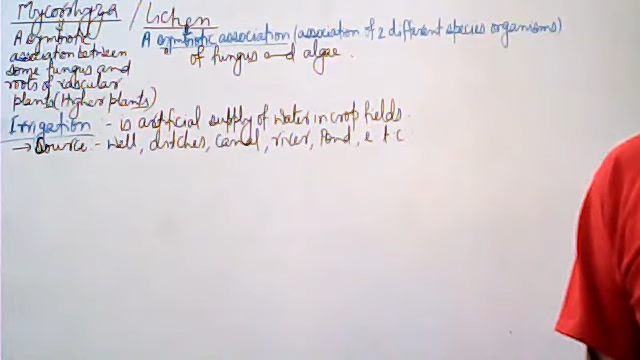 Mycorrhyza / Lichen
A symbiotic association between some fungus and roots of vascular plants (Higher plants)
A symbiotic association (association of 2 different species organisms)
of fungus and algae.
Irrigation :- is artificial supply of water in crop fields.
→ Source :- Well, ditches, canal, river, Pond, e t.c